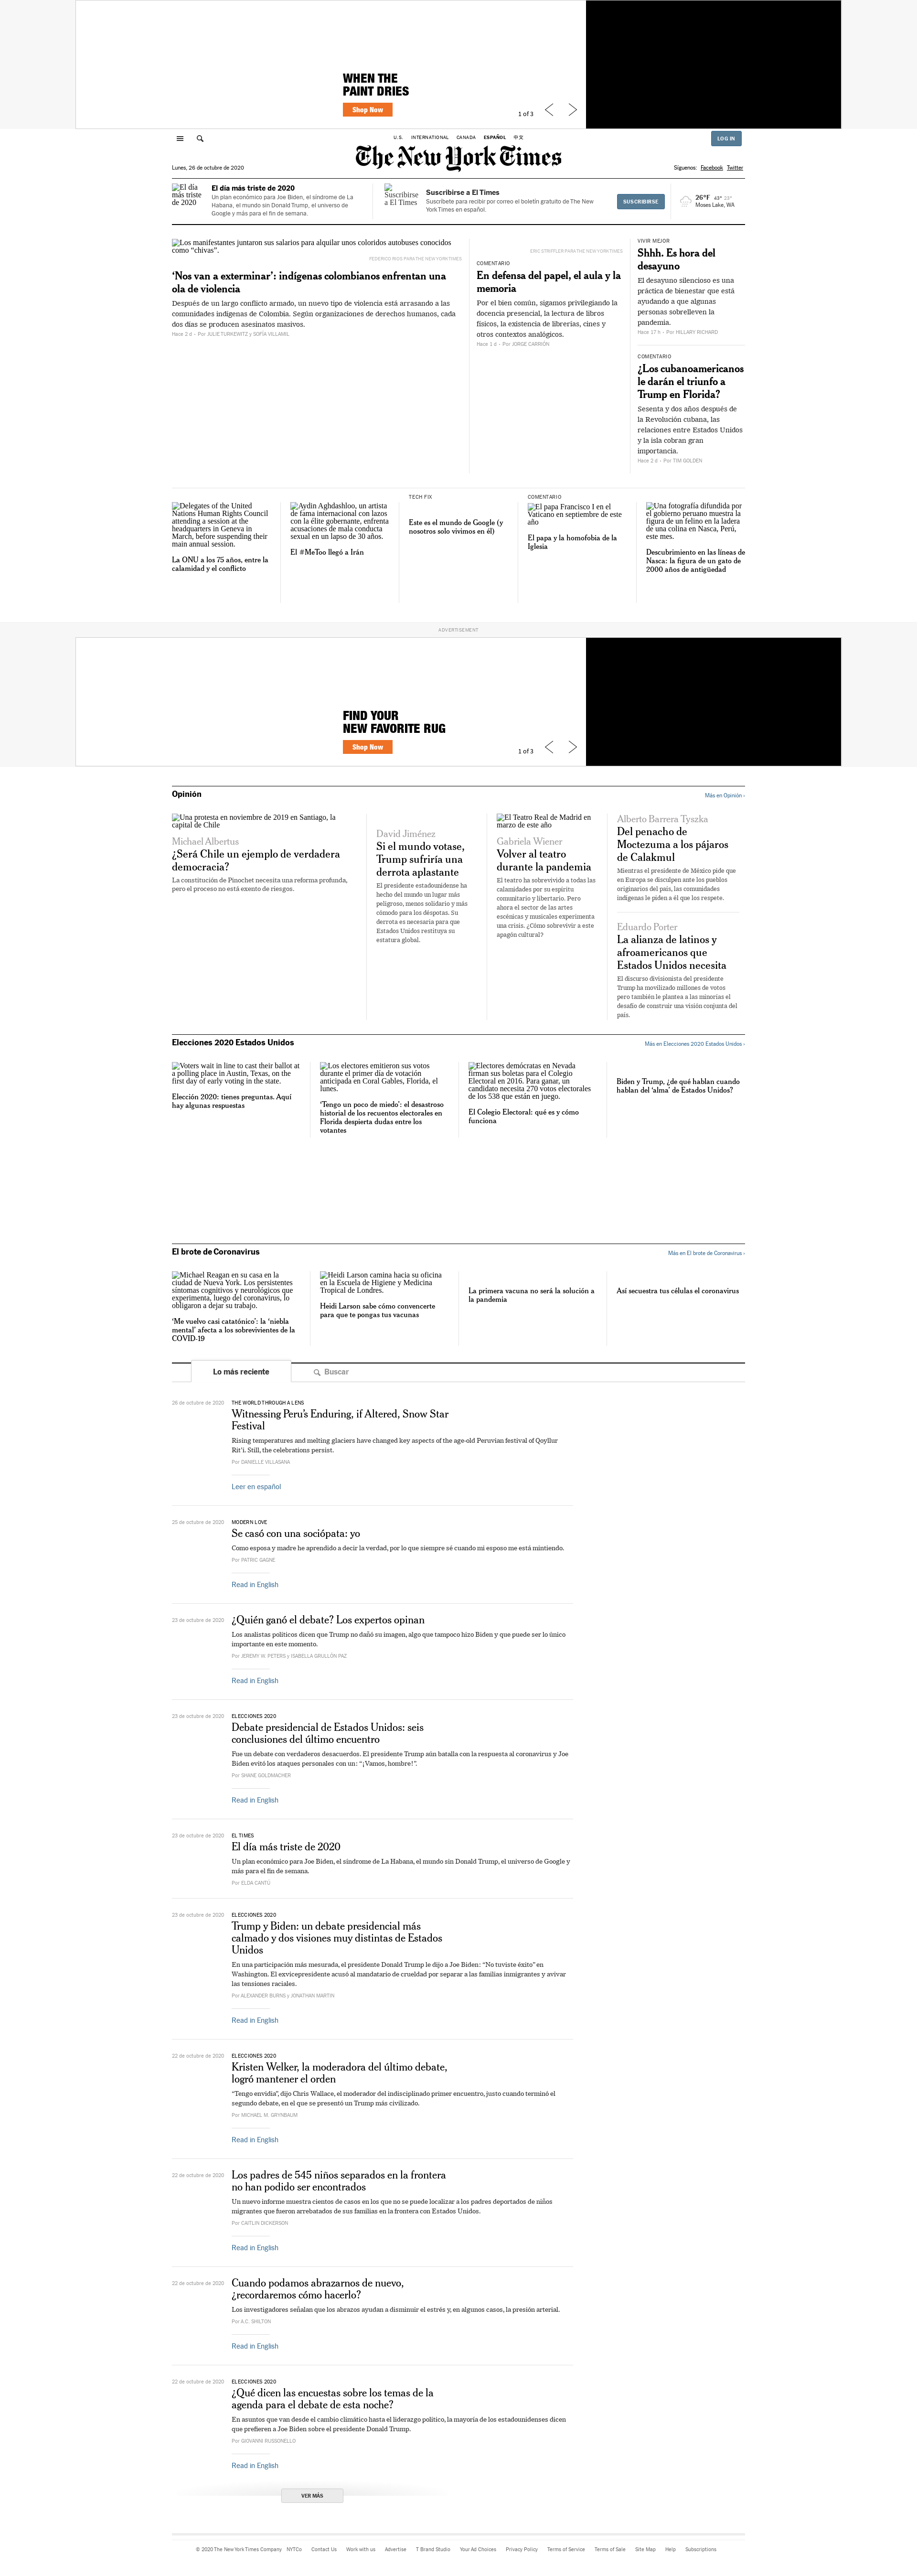 WHEN THE
PAINT DRIES
Shop Now
1 of 3
U.S. INTERNATIONAL CANADA ESPAÑOL 中文
LOG IN
The New York Times
Lunes, 26 de octubre de 2020
Síguenos: Facebook Twitter
El día
más triste
de 2020
El día más triste de 2020
Un plan económico para Joe Biden, el síndrome de La
Habana, el mundo sin Donald Trump, el universo de
Google y más para el fin de semana.
Suscribirse
a El Times
Suscribirse a El Times
Suscríbete para recibir por correo el boletín quincenal de The New
York Times en español.
SUSCRIBIRSE
26°F 43° 23°
Moses Lake, WA
Los manifestantes juntaron sus salarios para alquilar unos coloridos autobuses conocidos
como “chivas”.
FEDERICO RIOS PARA THE NEW YORK TIMES
‘Nos van a exterminar’: indígenas colombianos enfrentan una
ola de violencia
Después de un largo conflicto armado, un nuevo tipo de violencia está arrasando a las
comunidades indígenas de Colombia. Según organizaciones de derechos humanos, cada
dos días se producen asesinatos masivos.
Hace 2 d – Por JULIE TURKEWITZ y SOFÍA VILLAMIL
COMENTARIO
En defensa del papel, el aula y la
memoria
Por el bien común, sigamos privilegiando la
docencia presencial, la lectura de libros
físicos, la existencia de librerías, cines y
otros contextos analógicos.
Hace 1 d – Por JORGE CARRIÓN
VIVIR MEJOR
Shhh. Es hora del
desayuno
El desayuno silencioso es una
práctica de bienestar que está
ayudando a que algunas
personas sobrelleven la
pandemia.
Hace 17 h – Por HILLARY RICHARD
COMENTARIO
¿Los cubanoamericanos
le darán el triunfo a
Trump en Florida?
Sesenta y dos años después de
la Revolución cubana, las
relaciones entre Estados Unidos
y la isla cobran gran
importancia.
Hace 2 d – Por TIM GOLDEN
Delegates of the United
Nations Human Rights Council
attending a session at the
headquarters in Geneva in
March, before suspending their
main annual session.
La ONU a los 75 años, entre la
calamidad y el conflicto
Aydin Aghdashloo, un artista
de fama internacional con lazos
con la élite gobernante, enfrenta
acusaciones de mala conducta
sexual en un lapso de 30 años.
El #MeToo llegó a Irán
TECH FIX
Este es el mundo de Google (y
nosotros solo vivimos en él)
COMENTARIO
El papa Francisco I en el
Vaticano en septiembre de este
año
El papa y la homofobia de la
Iglesia
Una fotografía difundida por
el gobierno peruano muestra la
figura de un felino en la ladera
de una colina en Nasca, Perú,
este mes.
Descubrimiento en las líneas de
Nasca: la figura de un gato de
2000 años de antigüedad
ADVERTISEMENT
FIND YOUR
NEW FAVORITE RUG
Shop Now
1 of 3
Opinión
Más en Opinión ›
Una protesta en noviembre de 2019 en Santiago, la
capital de Chile
Michael Albertus
¿Será Chile un ejemplo de verdadera
democracia?
La constitución de Pinochet necesita una reforma profunda,
pero el proceso no está exento de riesgos.
David Jiménez
Si el mundo votase,
Trump sufriría una
derrota aplastante
El presidente estadounidense ha
hecho del mundo un lugar más
peligroso, menos solidario y más
cómodo para los déspotas. Su
derrota es necesaria para que
Estados Unidos restituya su
estatura global.
El Teatro Real de Madrid en
marzo de este año
Gabriela Wiener
Volver al teatro
durante la pandemia
El teatro ha sobrevivido a todas las
calamidades por su espíritu
comunitario y libertario. Pero
ahora el sector de las artes
escénicas y musicales experimenta
una crisis. ¿Cómo sobrevivir a este
apagón cultural?
Alberto Barrera Tyszka
Del penacho de
Moctezuma a los pájaros
de Calakmul
Mientras el presidente de México pide que
en Europa se disculpe ante los pueblos
originarios del país, las comunidades
indígenas le piden a él que los respete.
Eduardo Porter
La alianza de latinos y
afroamericanos que
Estados Unidos necesita
El discurso divisionista del presidente
Trump ha movilizado millones de votos
pero también le plantea a las minorías el
desafío de construir una visión conjunta del
país.
Elecciones 2020 Estados Unidos
Más en Elecciones 2020 Estados Unidos ›
Voters wait in line to cast their ballot at
a polling place in Austin, Texas, on the
first day of early voting in the state.
Elección 2020: tienes preguntas. Aquí
hay algunas respuestas
Los electores emitieron sus votos
durante el primer día de votación
anticipada en Coral Gables, Florida, el
lunes.
‘Tengo un poco de miedo’: el desastroso
historial de los recuentos electorales en
Florida despierta dudas entre los
votantes
Electores demócratas en Nevada
firman sus boletas para el Colegio
Electoral en 2016. Para ganar, un
candidato necesita 270 votos electorales
de los 538 que están en juego.
El Colegio Electoral: qué es y cómo
funciona
Biden y Trump, ¿de qué hablan cuando
hablan del ‘alma’ de Estados Unidos?
El brote de Coronavirus
Más en El brote de Coronavirus ›
Michael Reagan en su casa en la
ciudad de Nueva York. Los persistentes
síntomas cognitivos y neurológicos que
experimenta, luego del coronavirus, lo
obligaron a dejar su trabajo.
‘Me vuelvo casi catatónico’: la ‘niebla
mental’ afecta a los sobrevivientes de la
COVID-19
Heidi Larson camina hacia su oficina
en la Escuela de Higiene y Medicina
Tropical de Londres.
Heidi Larson sabe cómo convencerte
para que te pongas tus vacunas
La primera vacuna no será la solución a
la pandemia
Así secuestra tus células el coronavirus
Lo más reciente
Buscar
26 de octubre de 2020
THE WORLD THROUGH A LENS
Witnessing Peru’s Enduring, if Altered, Snow Star
Festival
Rising temperatures and melting glaciers have changed key aspects of the age-old Peruvian festival of Qoyllur
Rit’i. Still, the celebrations persist.
Por DANIELLE VILLASANA
Leer en español
25 de octubre de 2020
MODERN LOVE
Se casó con una sociópata: yo
Como esposa y madre he aprendido a decir la verdad, por lo que siempre sé cuando mi esposo me está mintiendo.
Por PATRIC GAGNE
Read in English
23 de octubre de 2020
¿Quién ganó el debate? Los expertos opinan
Los analistas políticos dicen que Trump no dañó su imagen, algo que tampoco hizo Biden y que puede ser lo único
importante en este momento.
Por JEREMY W. PETERS y ISABELLA GRULLÓN PAZ
Read in English
23 de octubre de 2020
ELECCIONES 2020
Debate presidencial de Estados Unidos: seis
conclusiones del último encuentro
Fue un debate con verdaderos desacuerdos. El presidente Trump aún batalla con la respuesta al coronavirus y Joe
Biden evitó los ataques personales con un: “¡Vamos, hombre!”.
Por SHANE GOLDMACHER
Read in English
23 de octubre de 2020
EL TIMES
El día más triste de 2020
Un plan económico para Joe Biden, el síndrome de La Habana, el mundo sin Donald Trump, el universo de Google y
más para el fin de semana.
Por ELDA CANTÚ
23 de octubre de 2020
ELECCIONES 2020
Trump y Biden: un debate presidencial más
calmado y dos visiones muy distintas de Estados
Unidos
En una participación más mesurada, el presidente Donald Trump le dijo a Joe Biden: “No tuviste éxito” en
Washington. El exvicepresidente acusó al mandatario de crueldad por separar a las familias inmigrantes y avivar
las tensiones raciales.
Por ALEXANDER BURNS y JONATHAN MARTIN
Read in English
22 de octubre de 2020
ELECCIONES 2020
Kristen Welker, la moderadora del último debate,
logró mantener el orden
“Tengo envidia”, dijo Chris Wallace, el moderador del indisciplinado primer encuentro, justo cuando terminó el
segundo debate, en el que se presentó un Trump más civilizado.
Por MICHAEL M. GRYNBAUM
Read in English
22 de octubre de 2020
Los padres de 545 niños separados en la frontera
no han podido ser encontrados
Un nuevo informe muestra cientos de casos en los que no se puede localizar a los padres deportados de niños
migrantes que fueron arrebatados de sus familias en la frontera con Estados Unidos.
Por CAITLIN DICKERSON
Read in English
22 de octubre de 2020
Cuando podamos abrazarnos de nuevo,
¿recordaremos cómo hacerlo?
Los investigadores señalan que los abrazos ayudan a disminuir el estrés y, en algunos casos, la presión arterial.
Por A.C. SHILTON
Read in English
22 de octubre de 2020
ELECCIONES 2020
¿Qué dicen las encuestas sobre los temas de la
agenda para el debate de esta noche?
En asuntos que van desde el cambio climático hasta el liderazgo político, la mayoría de los estadounidenses dicen
que prefieren a Joe Biden sobre el presidente Donald Trump.
Por GIOVANNI RUSSONELLO
Read in English
VER MÁS
© 2020 The New York Times Company NYTCo Contact Us Work with us Advertise T Brand Studio Your Ad Choices Privacy Policy Terms of Service Terms of Sale Site Map Help Subscriptions